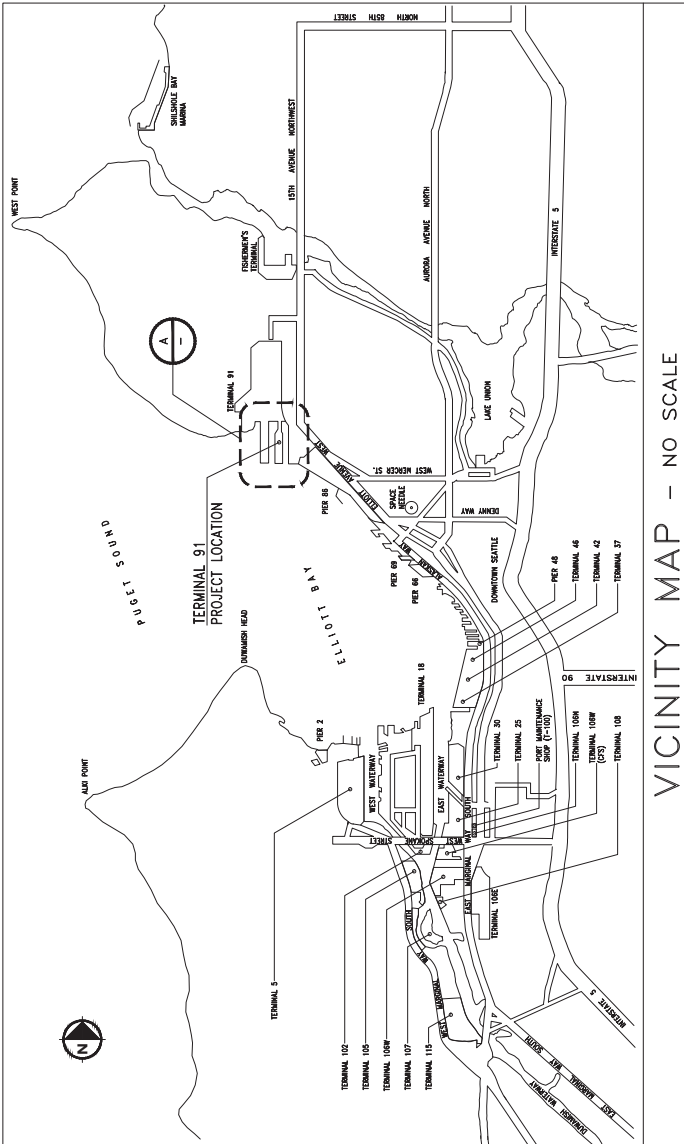 NORTH 85TH STREET
SHILSHOLE BAY
MARINA
WEST POINT
15TH AVENUE NORTHWEST
FISHERMEN'S
TERMINAL
AURORA AVENUE NORTH
INTERSTATE 5
A
-
TERMINAL 91
LAKE UNION
WEST MERCER ST.
ELLIOTT AVENUE WEST
SPACE
NEEDLE
DENNY WAY
PIER 86
TERMINAL 91
PROJECT LOCATION
PUGET SOUND
ELLIOTT BAY
PIER 69
PIER 66
ALASKAN WAY
DOWNTOWN SEATTLE
PIER 48
TERMINAL 46
TERMINAL 42
TERMINAL 37
INTERSTATE 90
DUWAMISH HEAD
TERMINAL 18
PIER 2
WEST WATERWAY
EAST WATERWAY
TERMINAL 30
TERMINAL 25
PORT MAINTENANCE
SHOP (T-100)
TERMINAL 106N
TERMINAL 106W
(CFS)
TERMINAL 108
ALKI POINT
WEST SPOKANE STREET
EAST MARGINAL WAY SOUTH
TERMINAL 106E
TERMINAL 5
WEST MARGINAL WAY SOUTH
TERMINAL 102
TERMINAL 105
TERMINAL 106W
TERMINAL 107
TERMINAL 115
N
INTERSTATE 5
EAST MARGINAL WAY SOUTH
DUWAMISH WATERWAY
VICINITY MAP - NO SCALE